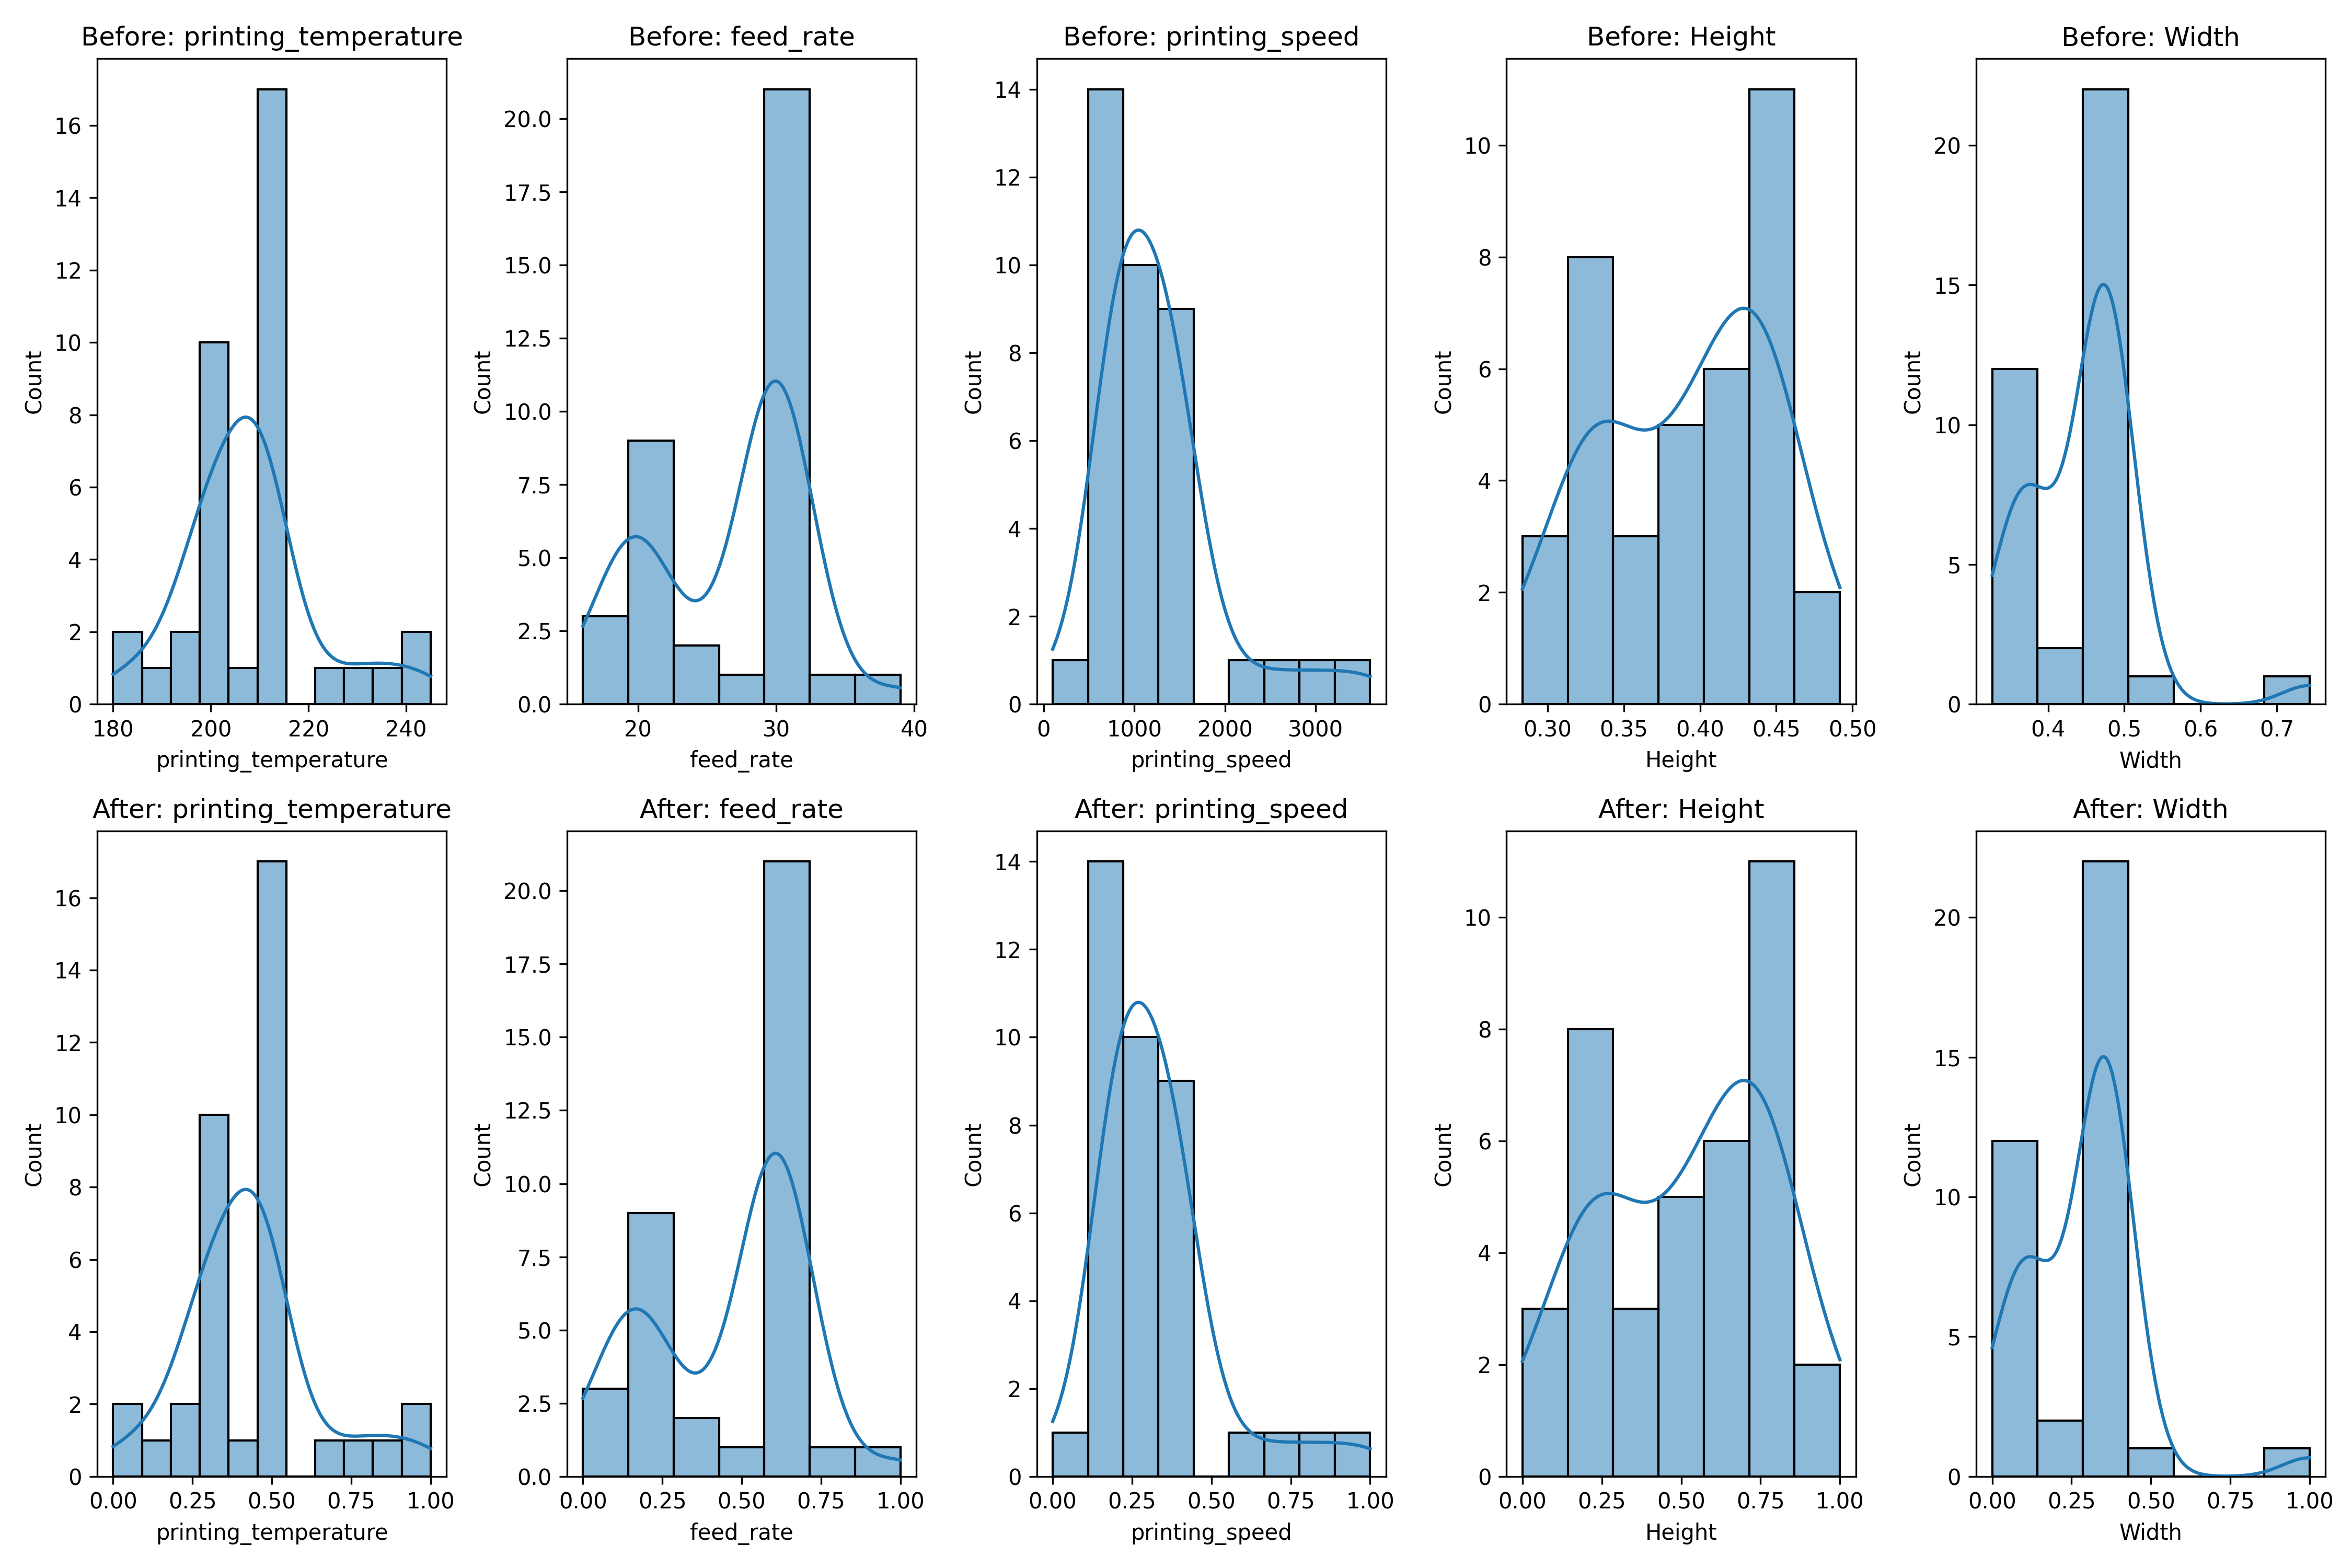 Before: printing_temperature
16
14
12
10
8
6
4
2
0
Count
180 200 220 240
printing_temperature
Before: feed_rate
20.0
17.5
15.0
12.5
10.0
7.5
5.0
2.5
0.0
Count
20 30 40
feed_rate
Before: printing_speed
14
12
10
8
6
4
2
0
Count
0 1000 2000 3000
printing_speed
Before: Height
10
8
6
4
2
0
Count
0.30 0.35 0.40 0.45 0.50
Height
Before: Width
20
15
10
5
0
Count
0.4 0.5 0.6 0.7
Width
After: printing_temperature
16
14
12
10
8
6
4
2
0
Count
0.00 0.25 0.50 0.75 1.00
printing_temperature
After: feed_rate
20.0
17.5
15.0
12.5
10.0
7.5
5.0
2.5
0.0
Count
0.00 0.25 0.50 0.75 1.00
feed_rate
After: printing_speed
14
12
10
8
6
4
2
0
Count
0.00 0.25 0.50 0.75 1.00
printing_speed
After: Height
10
8
6
4
2
0
Count
0.00 0.25 0.50 0.75 1.00
Height
After: Width
20
15
10
5
0
Count
0.00 0.25 0.50 0.75 1.00
Width